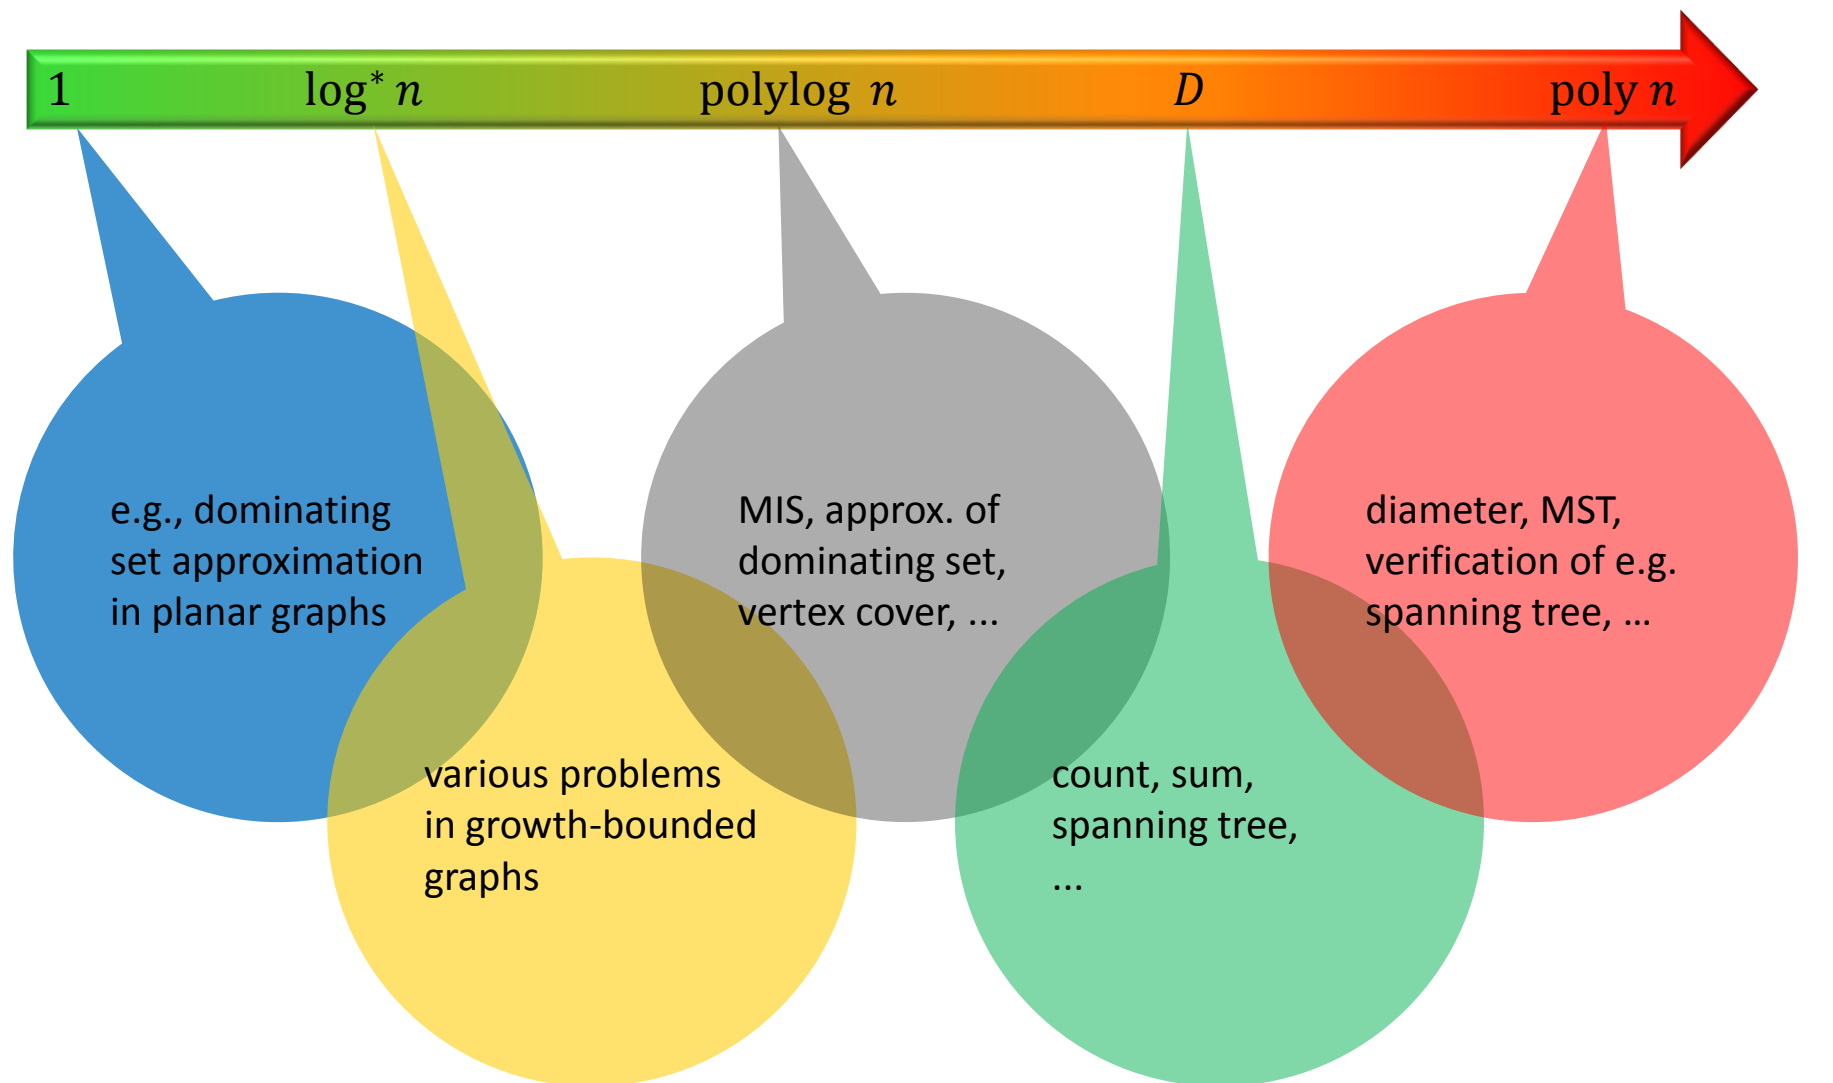 1 log* n polylog n D poly n
e.g., dominating
set approximation
in planar graphs
various problems
in growth-bounded
graphs
MIS, approx. of
dominating set,
vertex cover, ...
count, sum,
spanning tree,
...
diameter, MST,
verification of e.g.
spanning tree, …